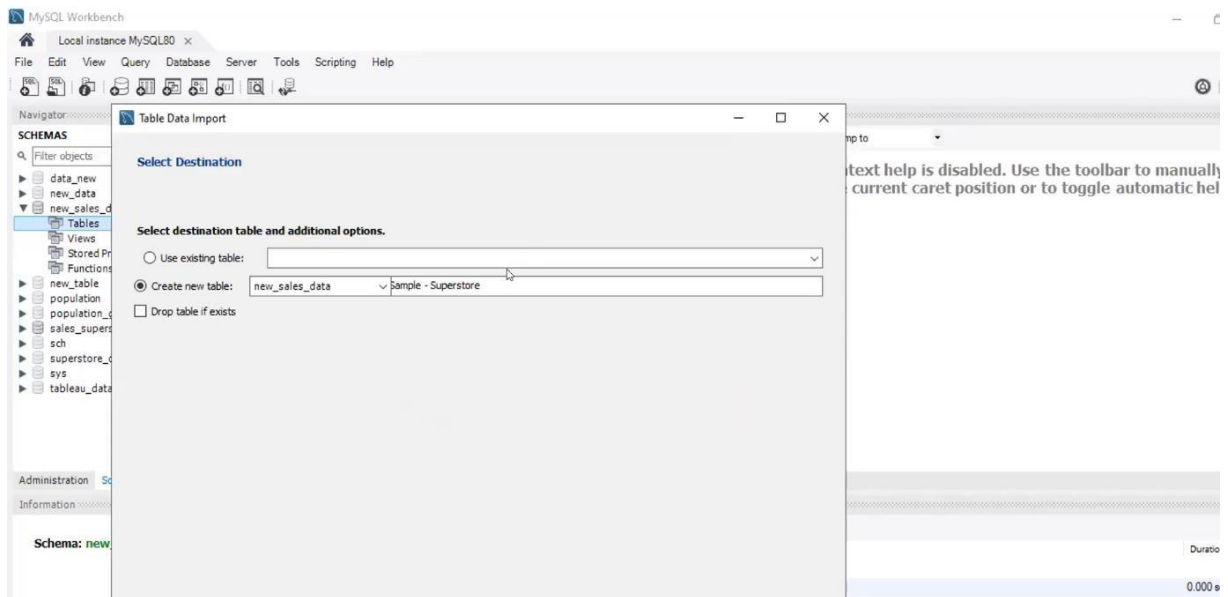 MySQL Workbench
Local instance MySQL80
File Edit View Query Database Server Tools Scripting Help
Navigator
SCHEMAS
Filter objects
data_new
new_data
new_sales_d
Tables
Views
Stored Pr
Functions
new_table
population
population_
sales_supers
sch
superstore_
sys
tableau_data
Administration Sc
Information
Schema: new_
Table Data Import
Select Destination
Select destination table and additional options.
Use existing table:
Create new table: new_sales_data Sample - Superstore
Drop table if exists
mp to
text help is disabled. Use the toolbar to manually
current caret position or to toggle automatic hel
Duratio
0.000 s